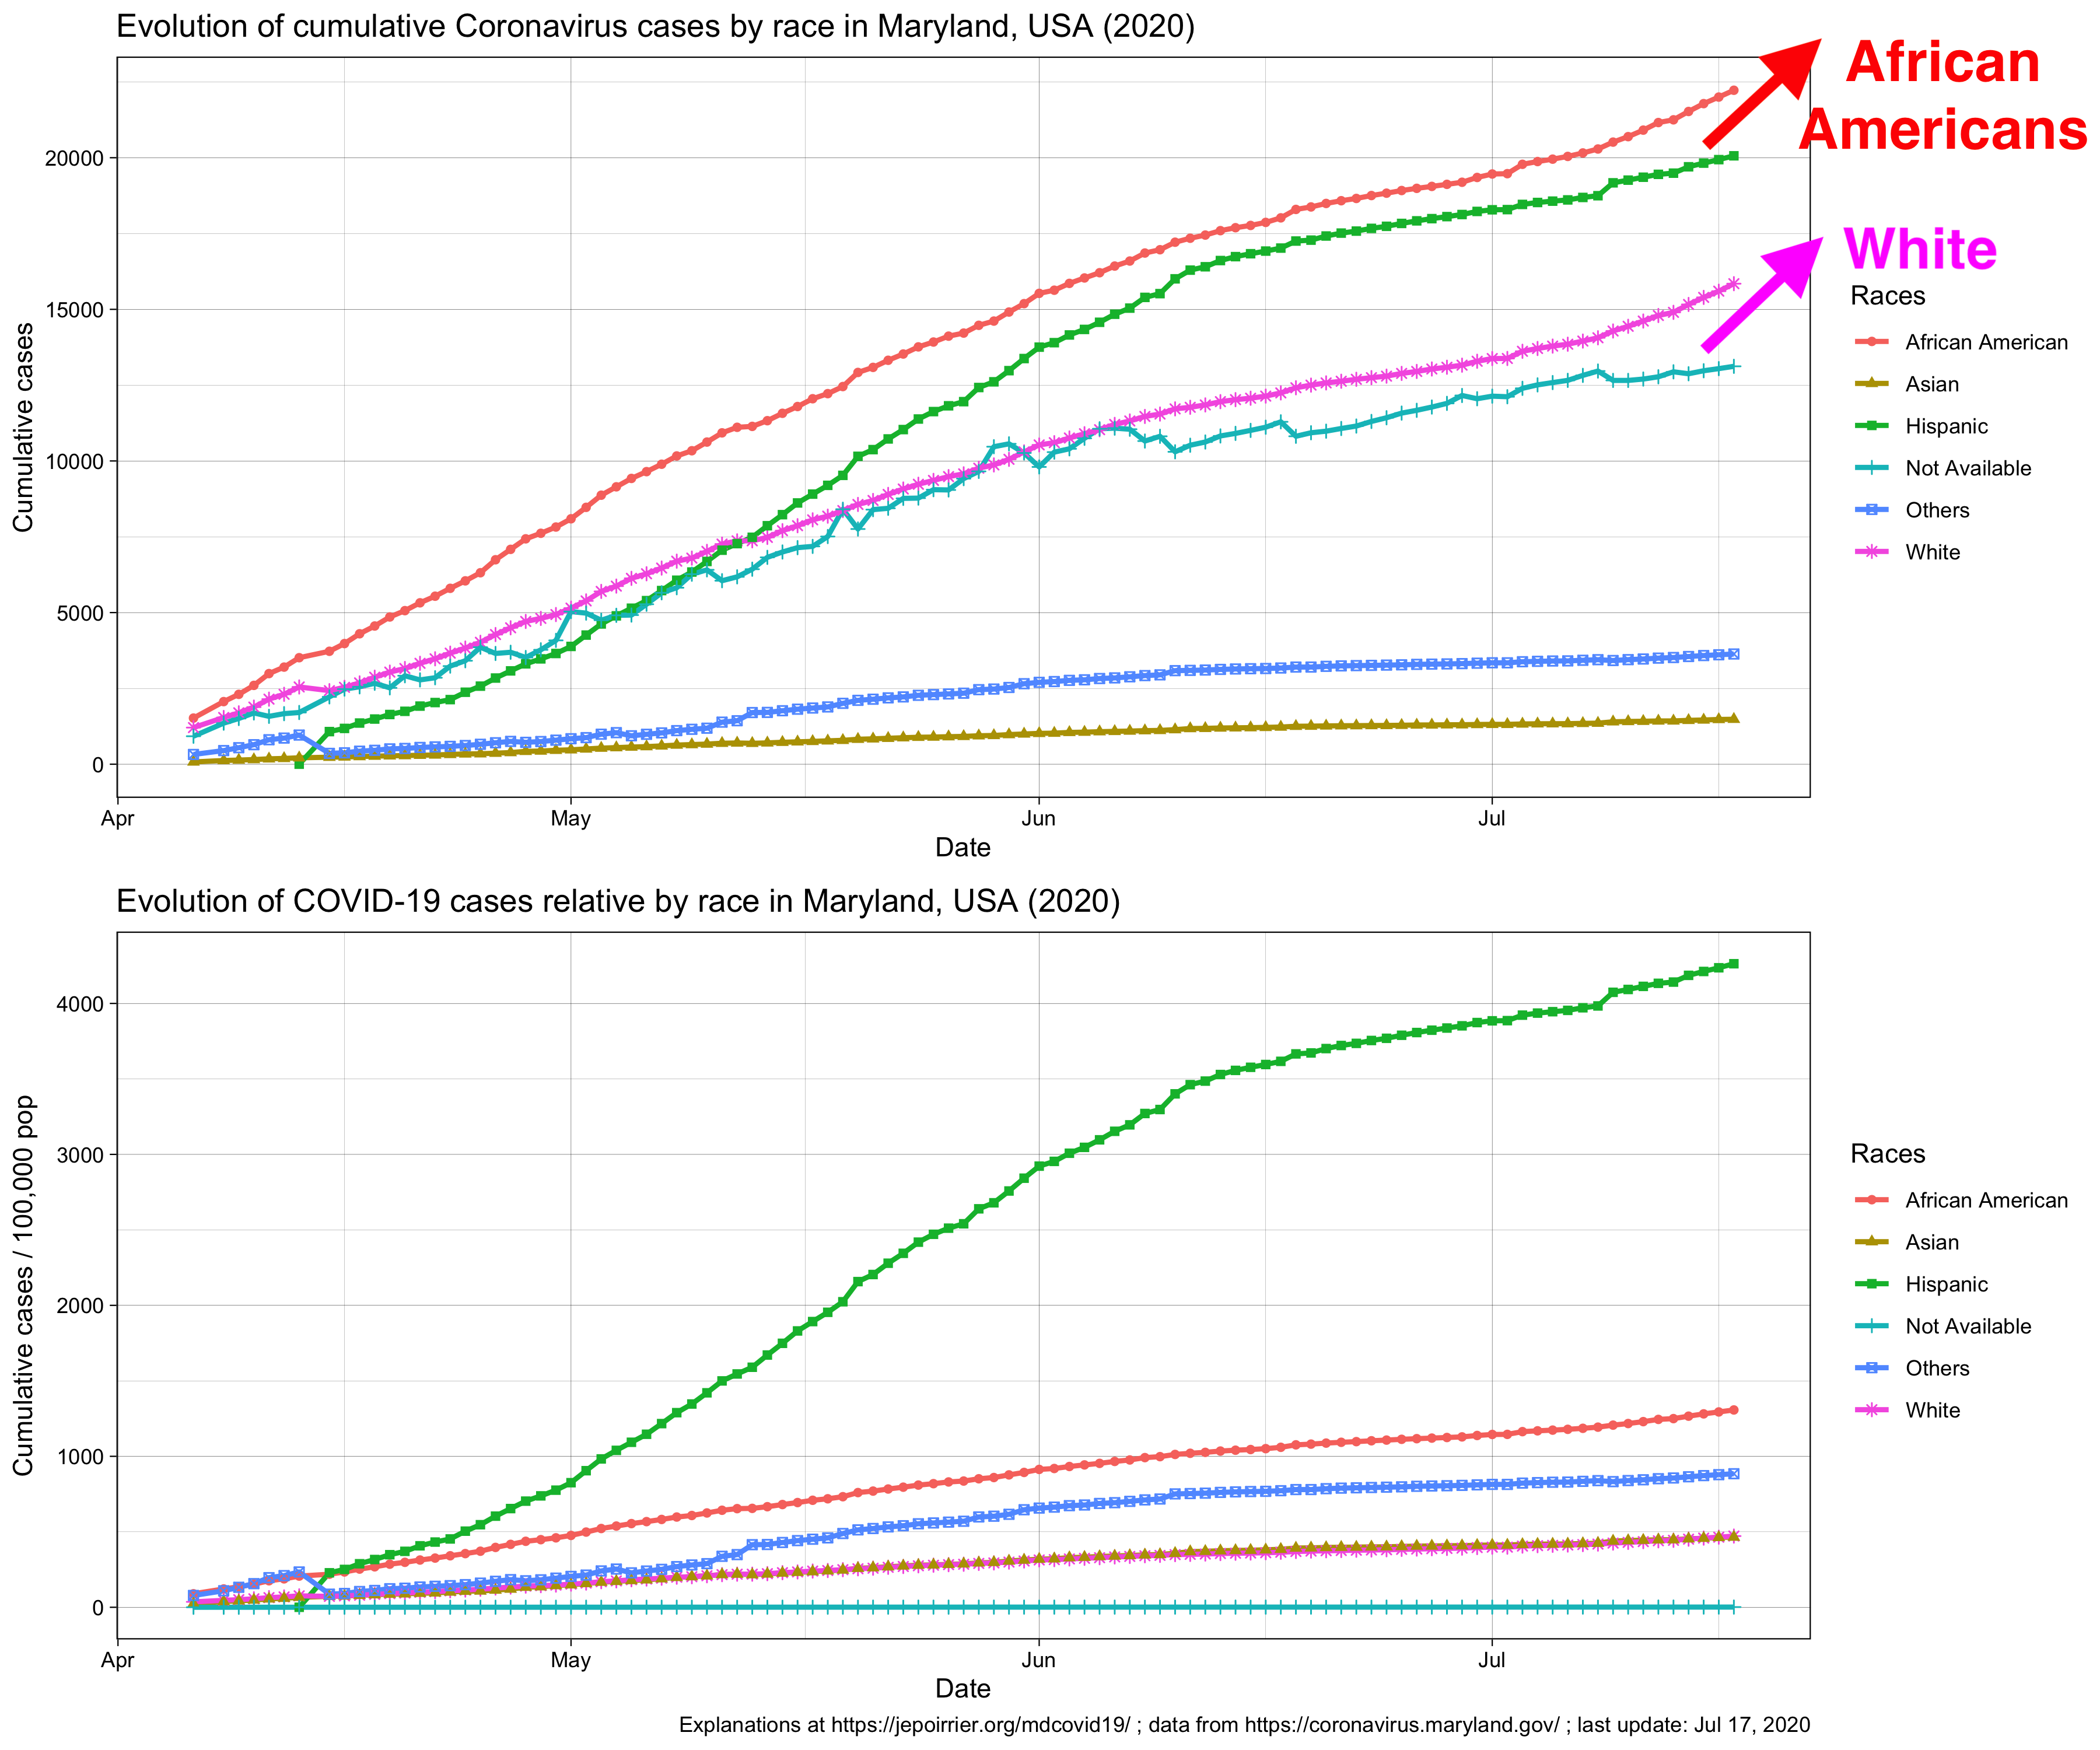 Evolution of cumulative Coronavirus cases by race in Maryland, USA (2020)
African
Americans
White
Cumulative cases
20000
15000
10000
5000
0
Apr
May
Jun
Jul
Date
Races
African American
Asian
Hispanic
Not Available
Others
White
Evolution of COVID-19 cases relative by race in Maryland, USA (2020)
Cumulative cases / 100,000 pop
4000
3000
2000
1000
0
Apr
May
Jun
Jul
Date
Races
African American
Asian
Hispanic
Not Available
Others
White
Explanations at https://jepoirrier.org/mdcovid19/ ; data from https://coronavirus.maryland.gov/ ; last update: Jul 17, 2020